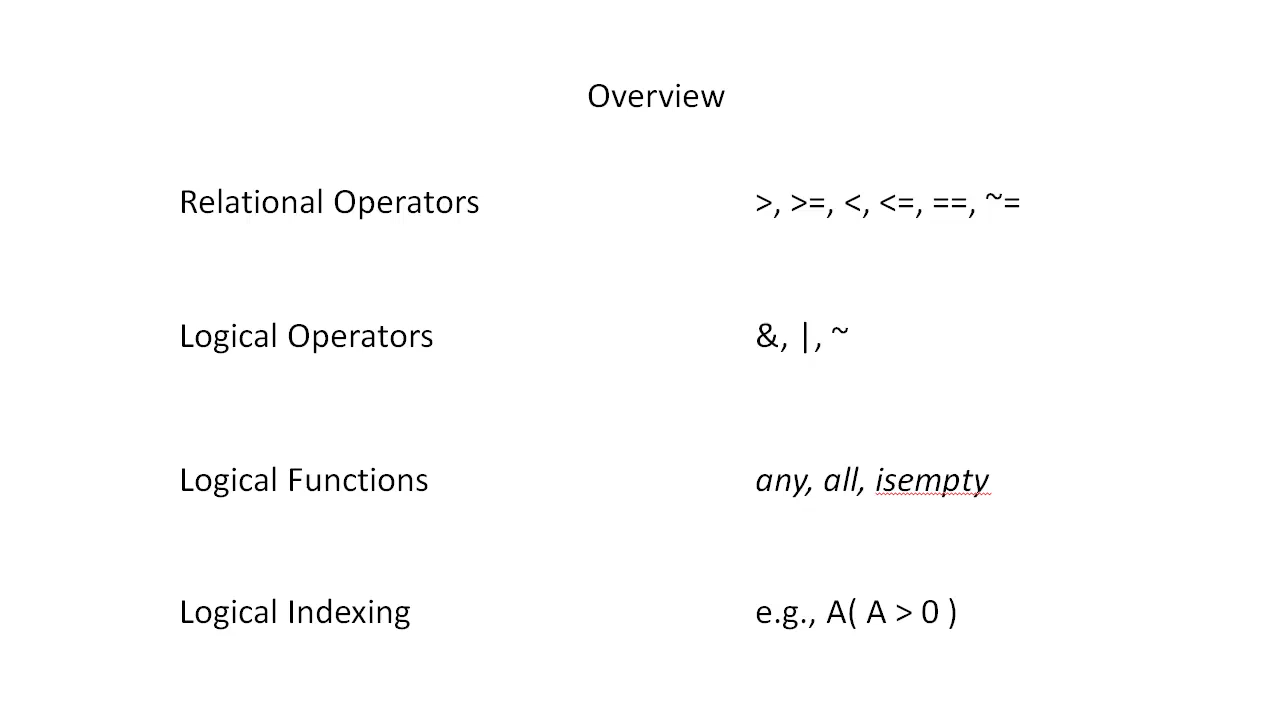 Overview
Relational Operators >, >=, <, <=, ==, ~=
Logical Operators &, |, ~
Logical Functions any, all, isempty
Logical Indexing e.g., A( A > 0 )